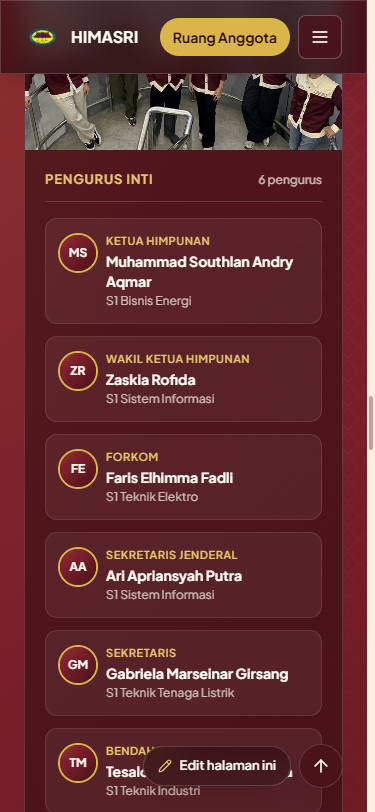 HIMASRI
Ruang Anggota
PENGURUS INTI
6 pengurus
MS
KETUA HIMPUNAN
Muhammad Southlan Andry
Aqmar
S1 Bisnis Energi
ZR
WAKIL KETUA HIMPUNAN
Zaskia Rofida
S1 Sistem Informasi
FE
FORKOM
Faris Elhimma Fadli
S1 Teknik Elektro
AA
SEKRETARIS JENDERAL
Ari Apriansyah Putra
S1 Sistem Informasi
GM
SEKRETARIS
Gabriela Marselnar Girsang
S1 Teknik Tenaga Listrik
TM
Edit halaman ini
S1 Teknik Industri